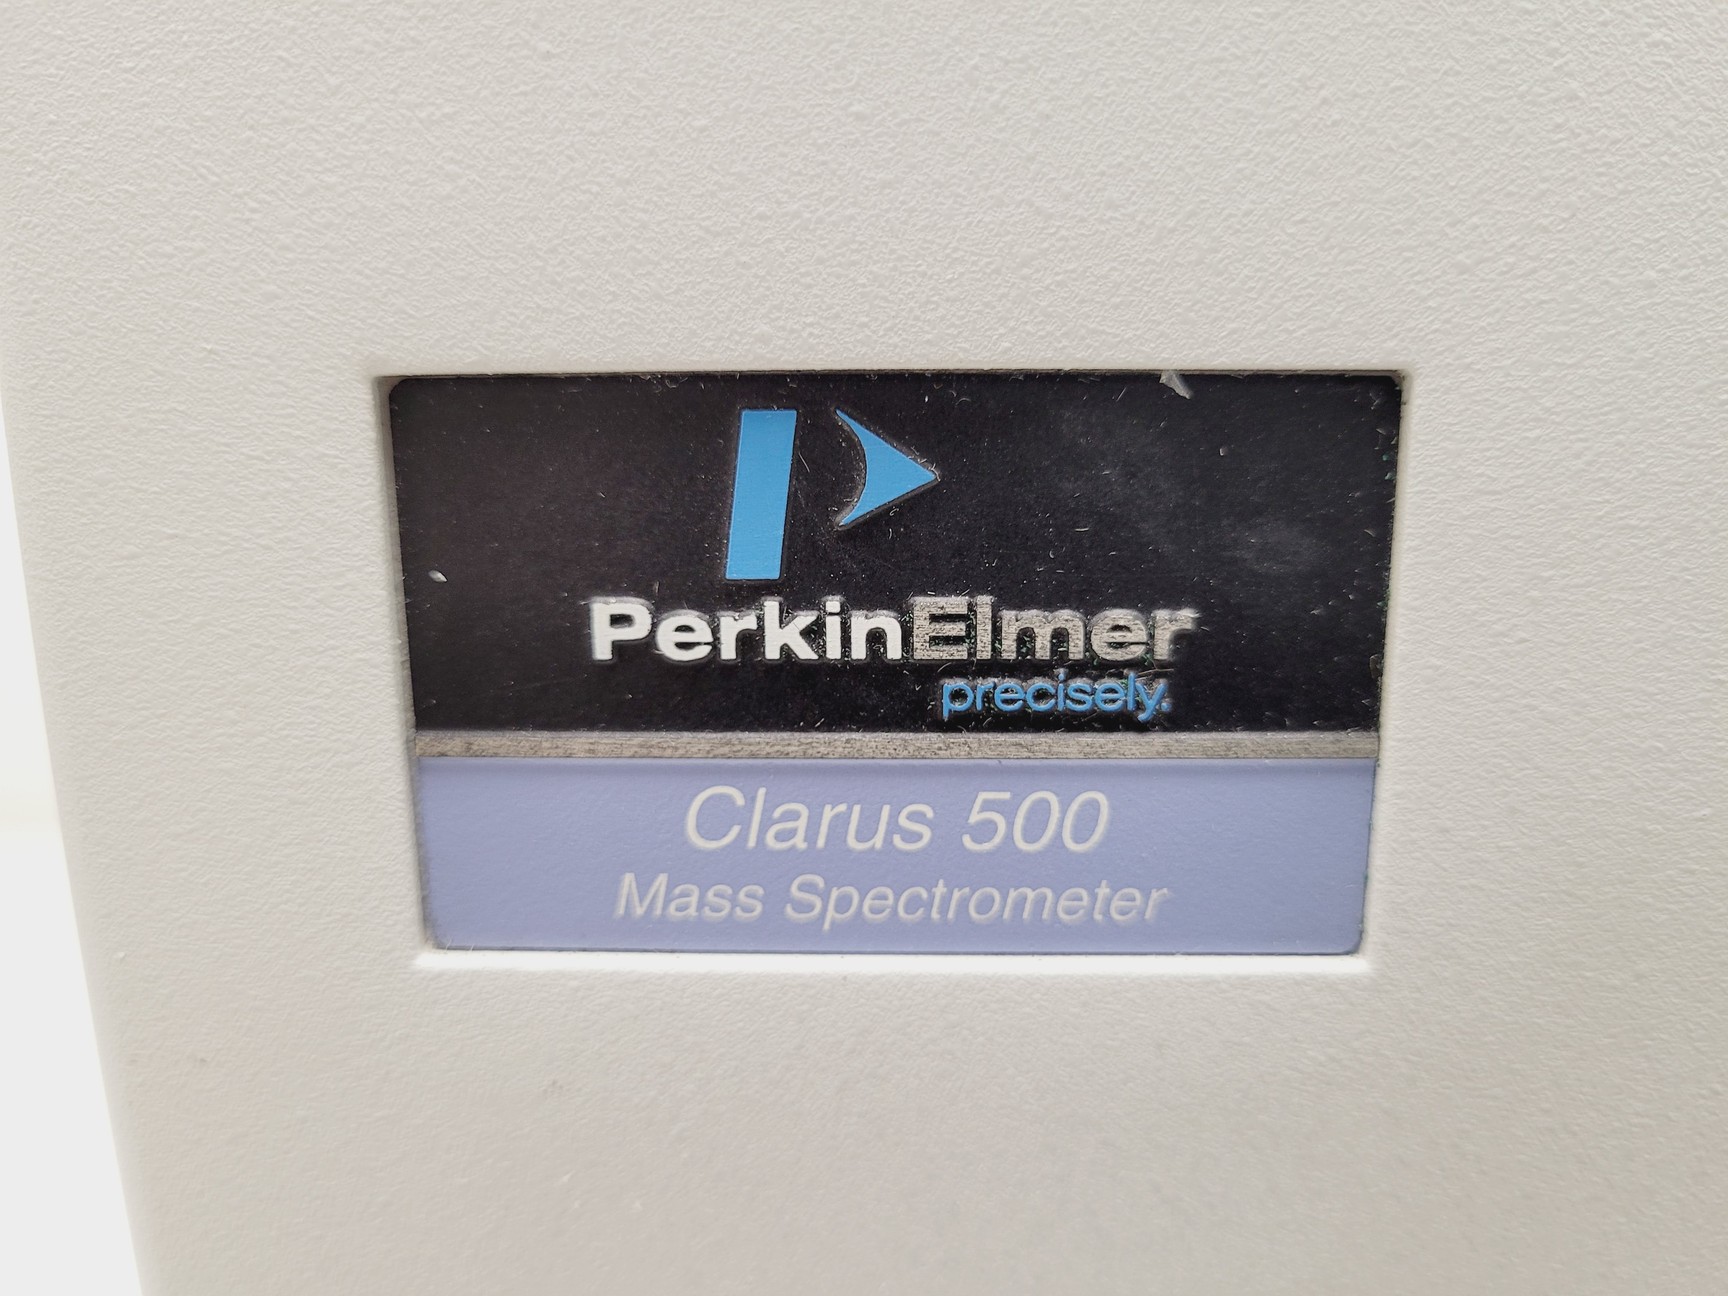 PerkinElmer
precisely.
Clarus 500
Mass Spectrometer